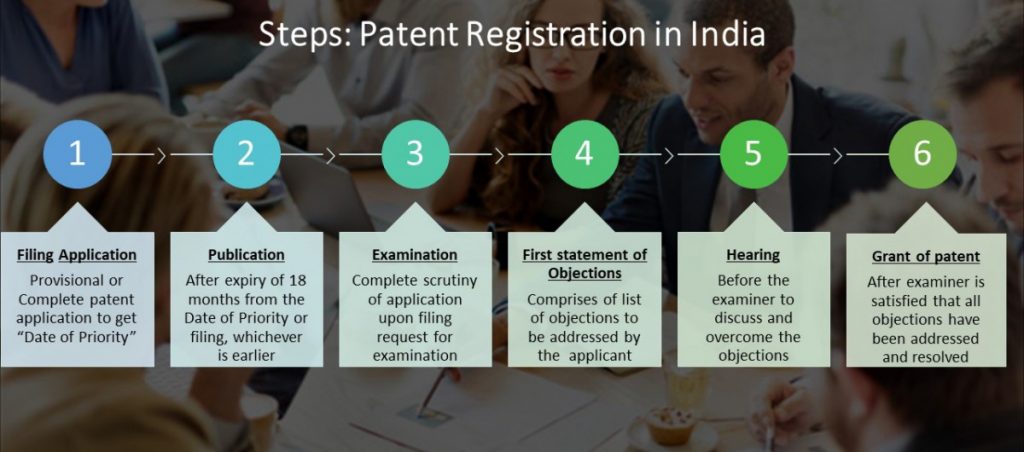 Steps: Patent Registration in India
1
2
3
4
5
6
Filing Application
Provisional or
Complete patent
application to get
“Date of Priority”
Publication
After expiry of 18
months from the
Date of Priority or
filing, whichever
is earlier
Examination
Complete scrutiny
of application
upon filing
request for
examination
First statement of
Objections
Comprises of list
of objections to
be addressed by
the applicant
Hearing
Before the
examiner to
discuss and
overcome the
objections
Grant of patent
After examiner is
satisfied that all
objections have
been addressed
and resolved